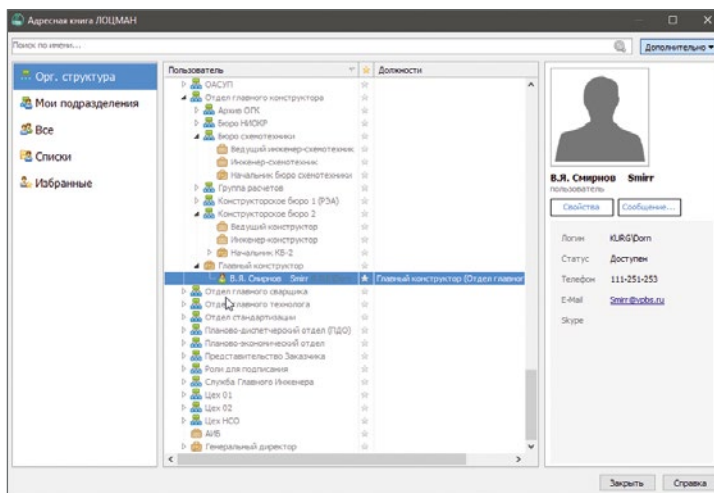 Адресная книга ЛОЦМАН
Поиск по имени...
Дополнительно
Орг. структура
Мои подразделения
Все
Списки
Избранные
Пользователь
Должности
ОАСУП
Отдел главного конструктора
Архив ОГК
Бюро НИОКР
Бюро схемотехники
Ведущий инженер-схемотехник
Инженер-схемотехник
Начальник бюро схемотехники
Группа расчетов
Конструкторское бюро 1 (РЭА)
Конструкторское бюро 2
Ведущий конструктор
Инженер-конструктор
Начальник КБ-2
Главный конструктор
В.Я. Смирнов Smirr Главный конструктор (Отдел главног
Отдел главного сварщика
Отдел главного технолога
Отдел стандартизации
Планово-диспетчерский отдел (ПДО)
Планово-экономический отдел
Представительство Заказчика
Роли для подписания
Служба Главного Инженера
Цех 01
Цех 02
Цех НСО
АИБ
Генеральный директор
В.Я. Смирнов Smirr
пользователь
Свойства
Сообщение...
Логин KURG\Dorn
Статус Доступен
Телефон 111-251-253
E-Mail Smirr@vpbs.ru
Skype
Закрыть
Справка